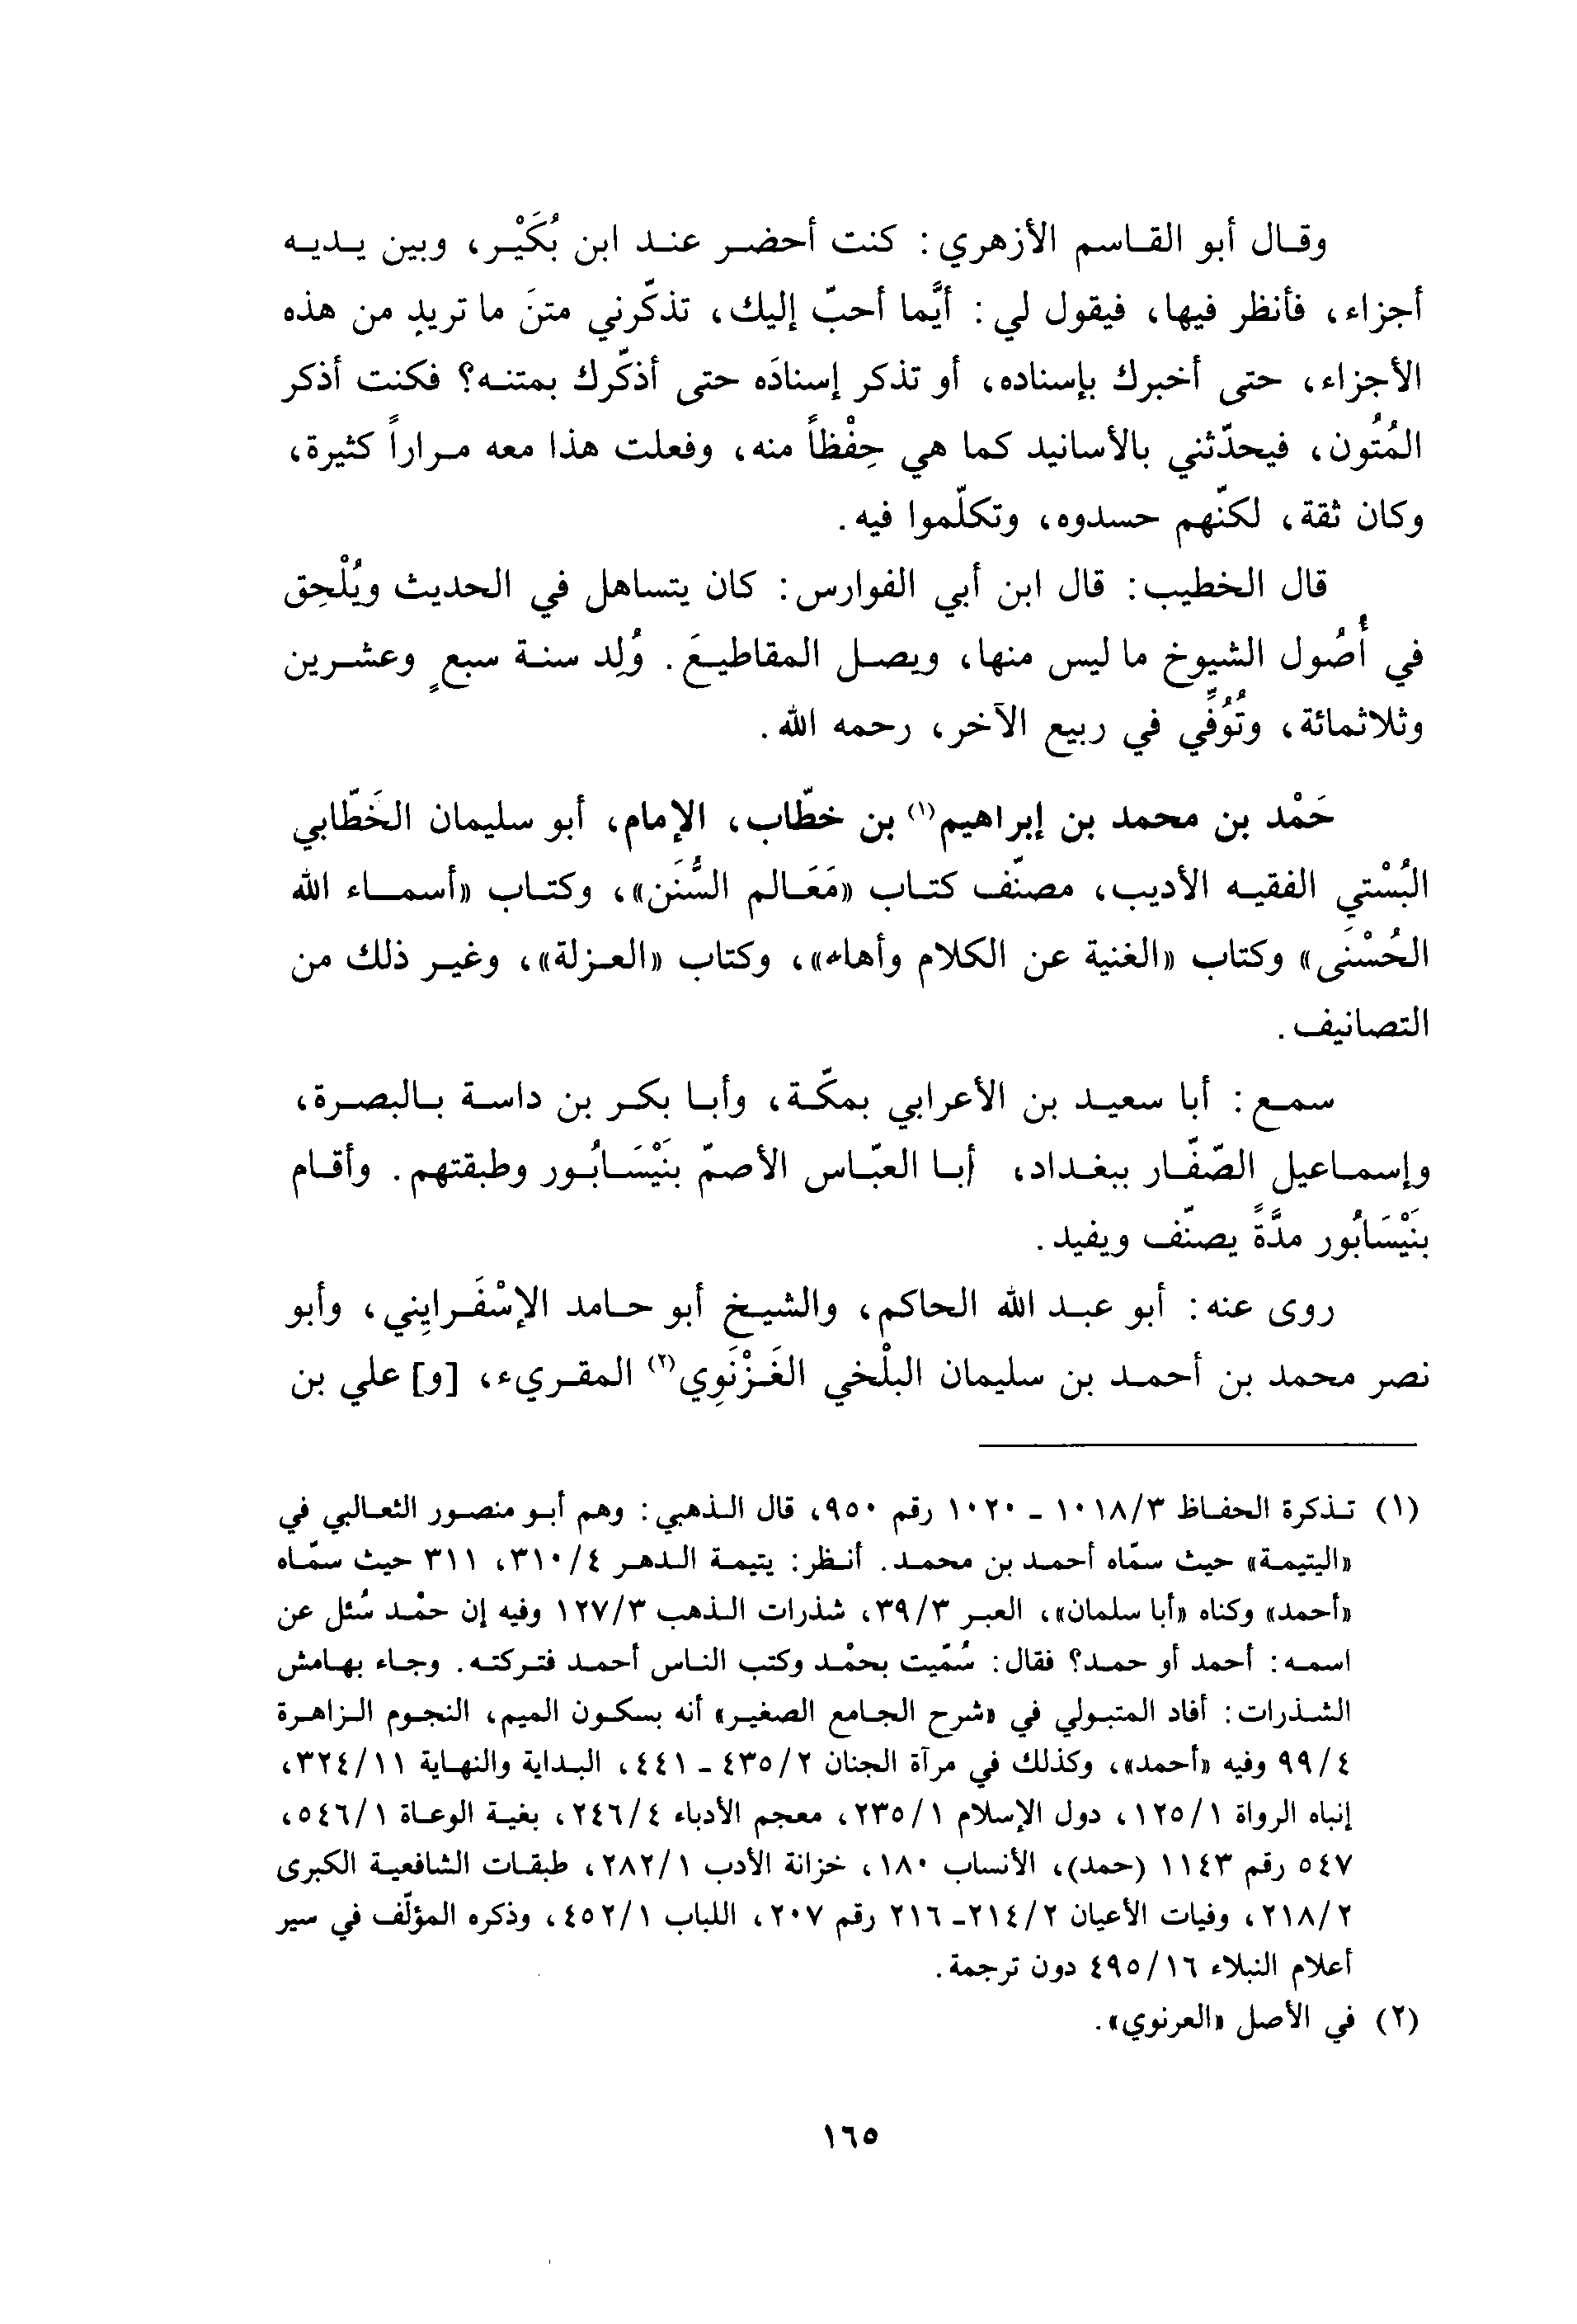 وقال أبو القاسم الأزهري : كنت أحضر عند ابن بُكَيْر، وبين يديه
أجزاء، فأنظر فيها، فيقول لي : أيَّما أحبّ إليك، تذكّرني متنَ ما تريد من هذه
الأجزاء، حتى أخبرك بإسناده، أو تذكر إسنادَه حتى أذكّرك بمتنه؟ فكنت أذكر
المُتُون، فيحدّثني بالأسانيد كما هي حِفْظاً منه، وفعلت هذا معه مراراً كثيرة،
وكان ثقة، لكنّهم حسدوه، وتكلّموا فيه.
قال الخطيب: قال ابن أبي الفوارس: كان يتساهل في الحديث ويُلْحِق
في أُصُول الشيوخ ما ليس منها، ويصل المقاطيعَ. وُلِد سنة سبعٍ وعشرين
وثلاثمائة، وتُوُفِّي في ربيع الآخر، رحمه الله.
حَمْد بن محمد بن إبراهيم(١) بن خطّاب، الإمام، أبو سليمان الخَطّابي
البُسْتي الفقيه الأديب، مصنّف كتاب «مَعَالم السُّنَن»، وكتاب «أسماء الله
الحُسْنَى» وكتاب «الغنية عن الكلام وأهله»، وكتاب «العزلة»، وغير ذلك من
التصانيف.
سمع: أبا سعيد بن الأعرابي بمكّة، وأبا بكر بن داسة بالبصرة،
وإسماعيل الصّفّار ببغداد، أبا العبّاس الأصمّ بنَيْسَابُور وطبقتهم. وأقام
بنَيْسَابُور مدَّةً يصنّف ويفيد.
روى عنه: أبو عبد الله الحاكم، والشيخ أبو حامد الإسْفَرايِني، وأبو
نصر محمد بن أحمد بن سليمان البلْخي الغَزْنَوِي(٢) المقريء، [و] علي بن
(١) تذكرة الحفاظ ١٠١٨/٣ - ١٠٢٠ رقم ٩٥٠، قال الذهبي: وهم أبو منصور الثعالبي في
«اليتيمة» حيث سمّاه أحمد بن محمد. أنظر: يتيمة الدهر ٣١٠/٤، ٣١١ حيث سمّاه
«أحمد» وكناه «أبا سلمان»، العبر ٣٩/٣، شذرات الذهب ١٢٧/٣ وفيه إن حمْد سُئل عن
اسمه: أحمد أو حمد؟ فقال: سُمّيت بحمْد وكتب الناس أحمد فتركته. وجاء بهامش
الشذرات: أفاد المتبولي في «شرح الجامع الصغير» أنه بسكون الميم، النجوم الزاهرة
٩٩/٤ وفيه «أحمد»، وكذلك في مرآة الجنان ٤٣٥/٢ - ٤٤١، البداية والنهاية ٣٢٤/١١،
إنباه الرواة ١٢٥/١، دول الإسلام ٢٣٥/١، معجم الأدباء ٢٤٦/٤، بغية الوعاة ٥٤٦/١،
٥٤٧ رقم ١١٤٣ (حمد)، الأنساب ١٨٠، خزانة الأدب ٢٨٢/١، طبقات الشافعية الكبرى
٢١٨/٢، وفيات الأعيان ٢١٤/٢- ٢١٦ رقم ٢٠٧، اللباب ٤٥٢/١، وذكره المؤلّف في سير
أعلام النبلاء ٤٩٥/١٦ دون ترجمة.
(٢) في الأصل «العرنوي».
١٦٥